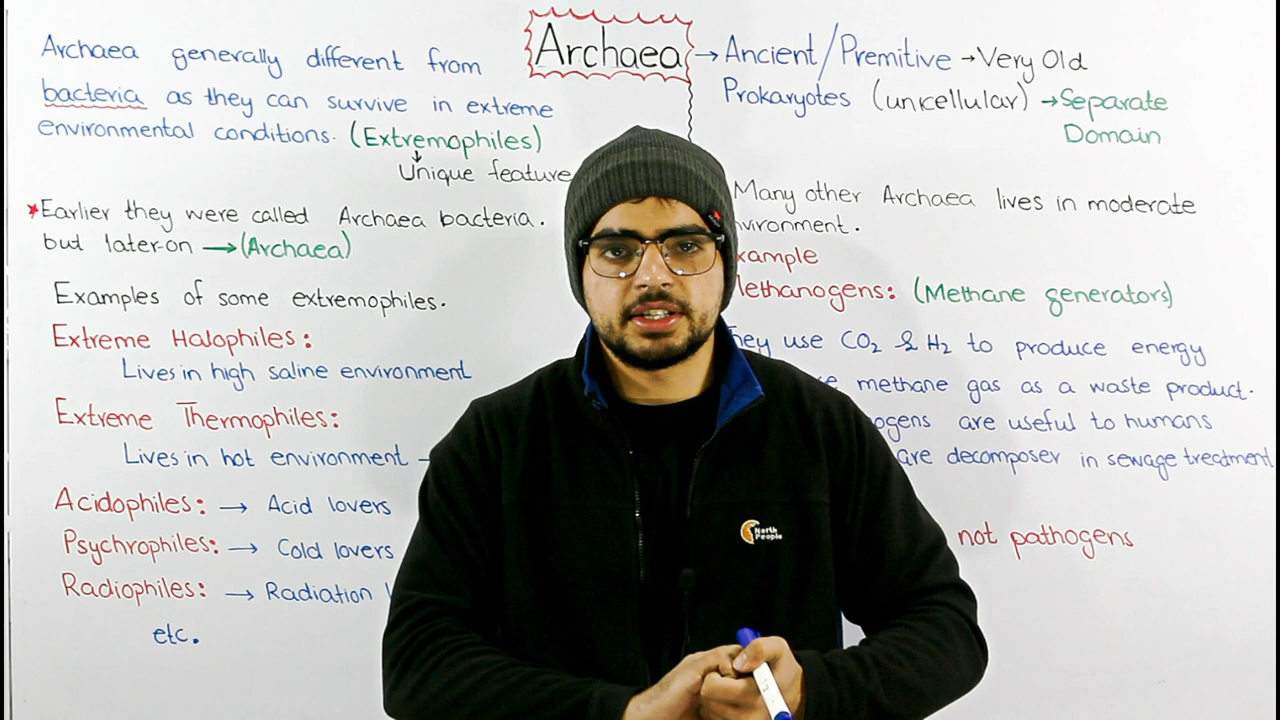 Archaea
Archaea generally different from
bacteria as they can survive in extreme
environmental conditions. (Extremophiles)
Unique feature
*Earlier they were called Archaea bacteria.
but later-on → (Archaea)
Examples of some extremophiles.
Extreme Halophiles:
Lives in high saline environment
Extreme Thermophiles:
Lives in hot environment -
Acidophiles: → Acid lovers
Psychrophiles: → Cold lovers
Radiophiles: → Radiation
etc.
→ Ancient/Premitive → Very Old
Prokaryotes (unicellular) → Separate
Domain
Many other Archaea lives in moderate
nvironment.
xample
ethanogens: (Methane generators)
hey use CO2 & H2 to produce energy
methane gas as a waste product.
ogens are useful to humans
are decomposer in sewage treatment
not pathogens
North
People